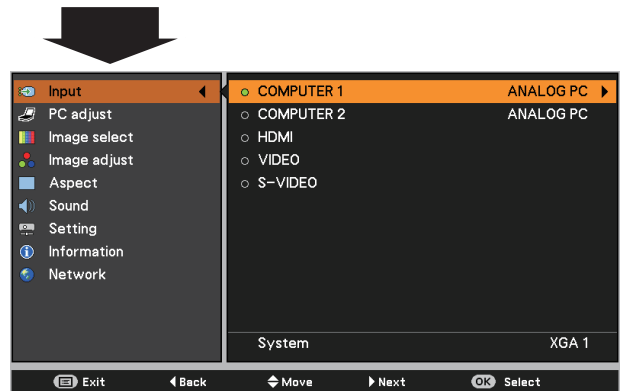 Input
PC adjust
Image select
Image adjust
Aspect
Sound
Setting
Information
Network
COMPUTER 1 ANALOG PC
COMPUTER 2 ANALOG PC
HDMI
VIDEO
S-VIDEO
System XGA 1
Exit Back Move Next OK Select